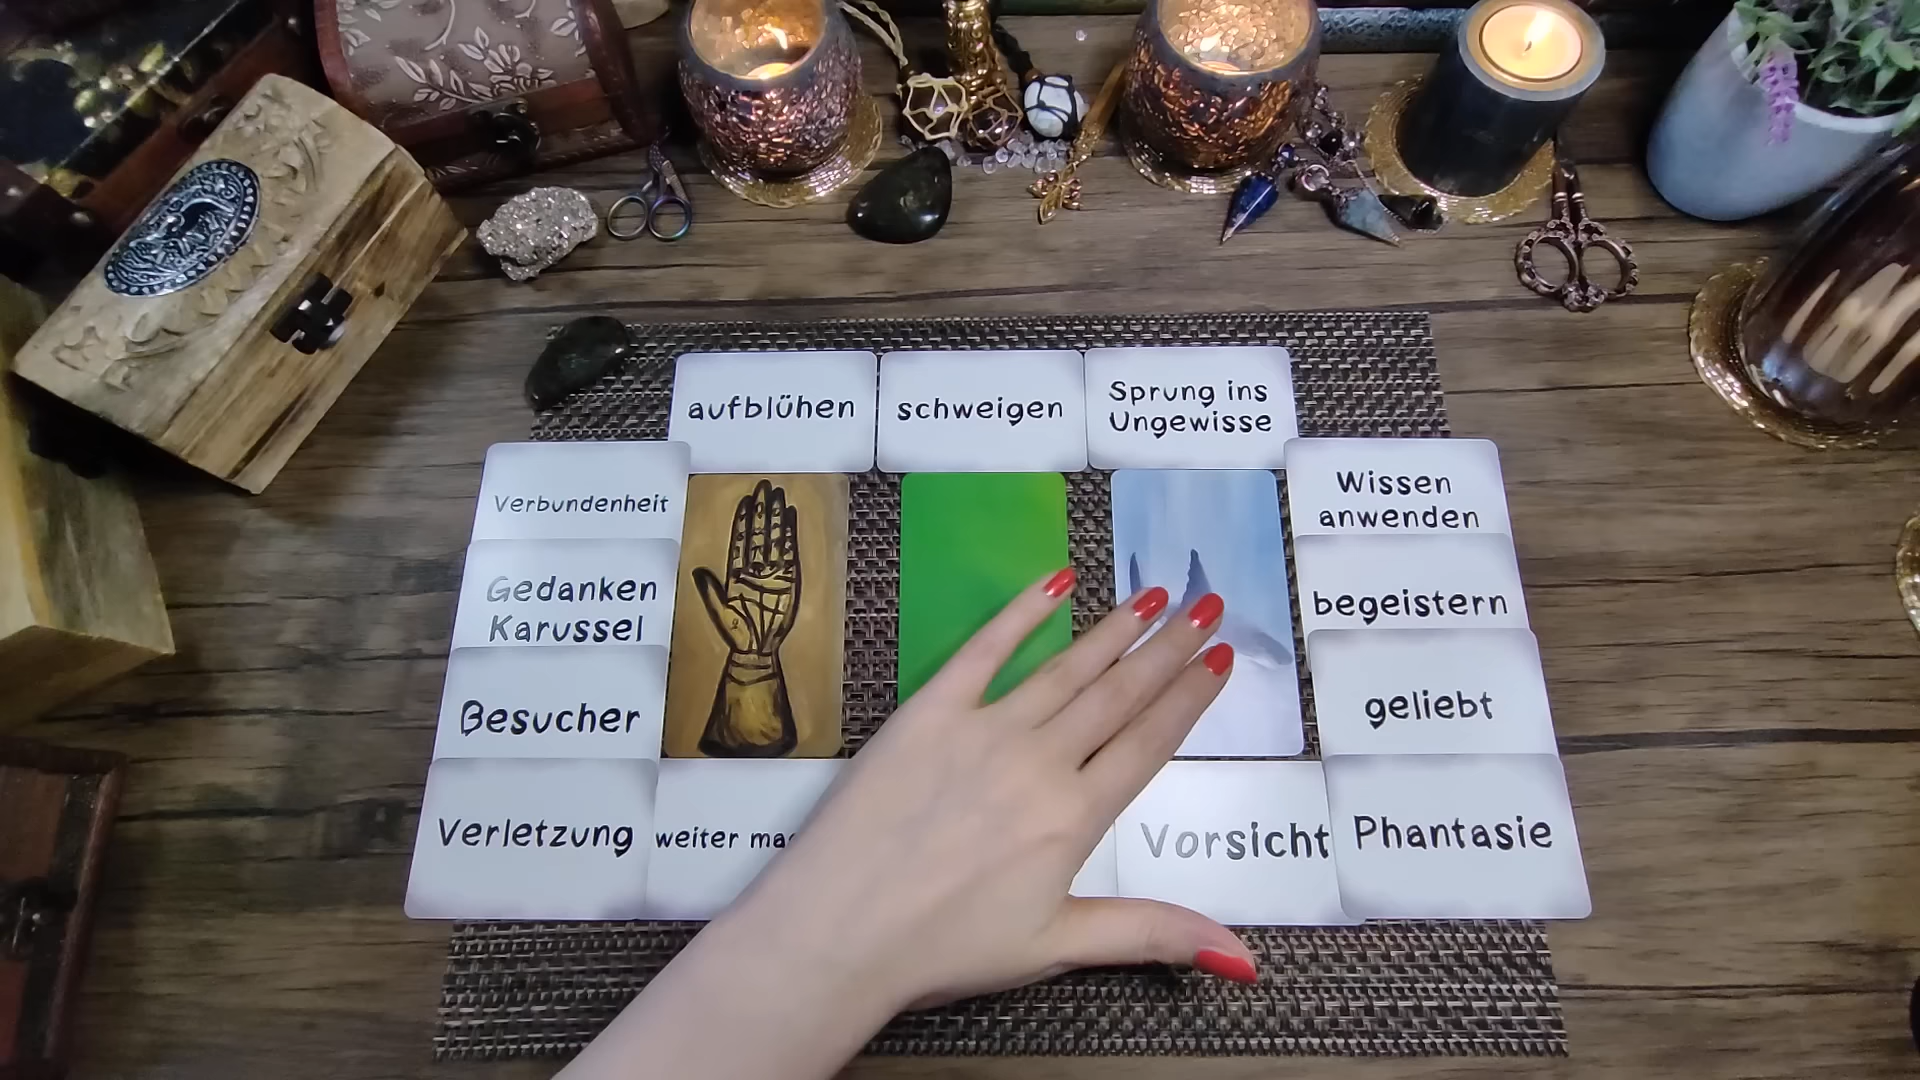 aufblühen
schweigen
Sprung ins
Ungewisse
Verbundenheit
Gedanken
Karussel
Besucher
Verletzung
weiter
Vorsicht
Wissen
anwenden
begeistern
geliebt
Phantasie